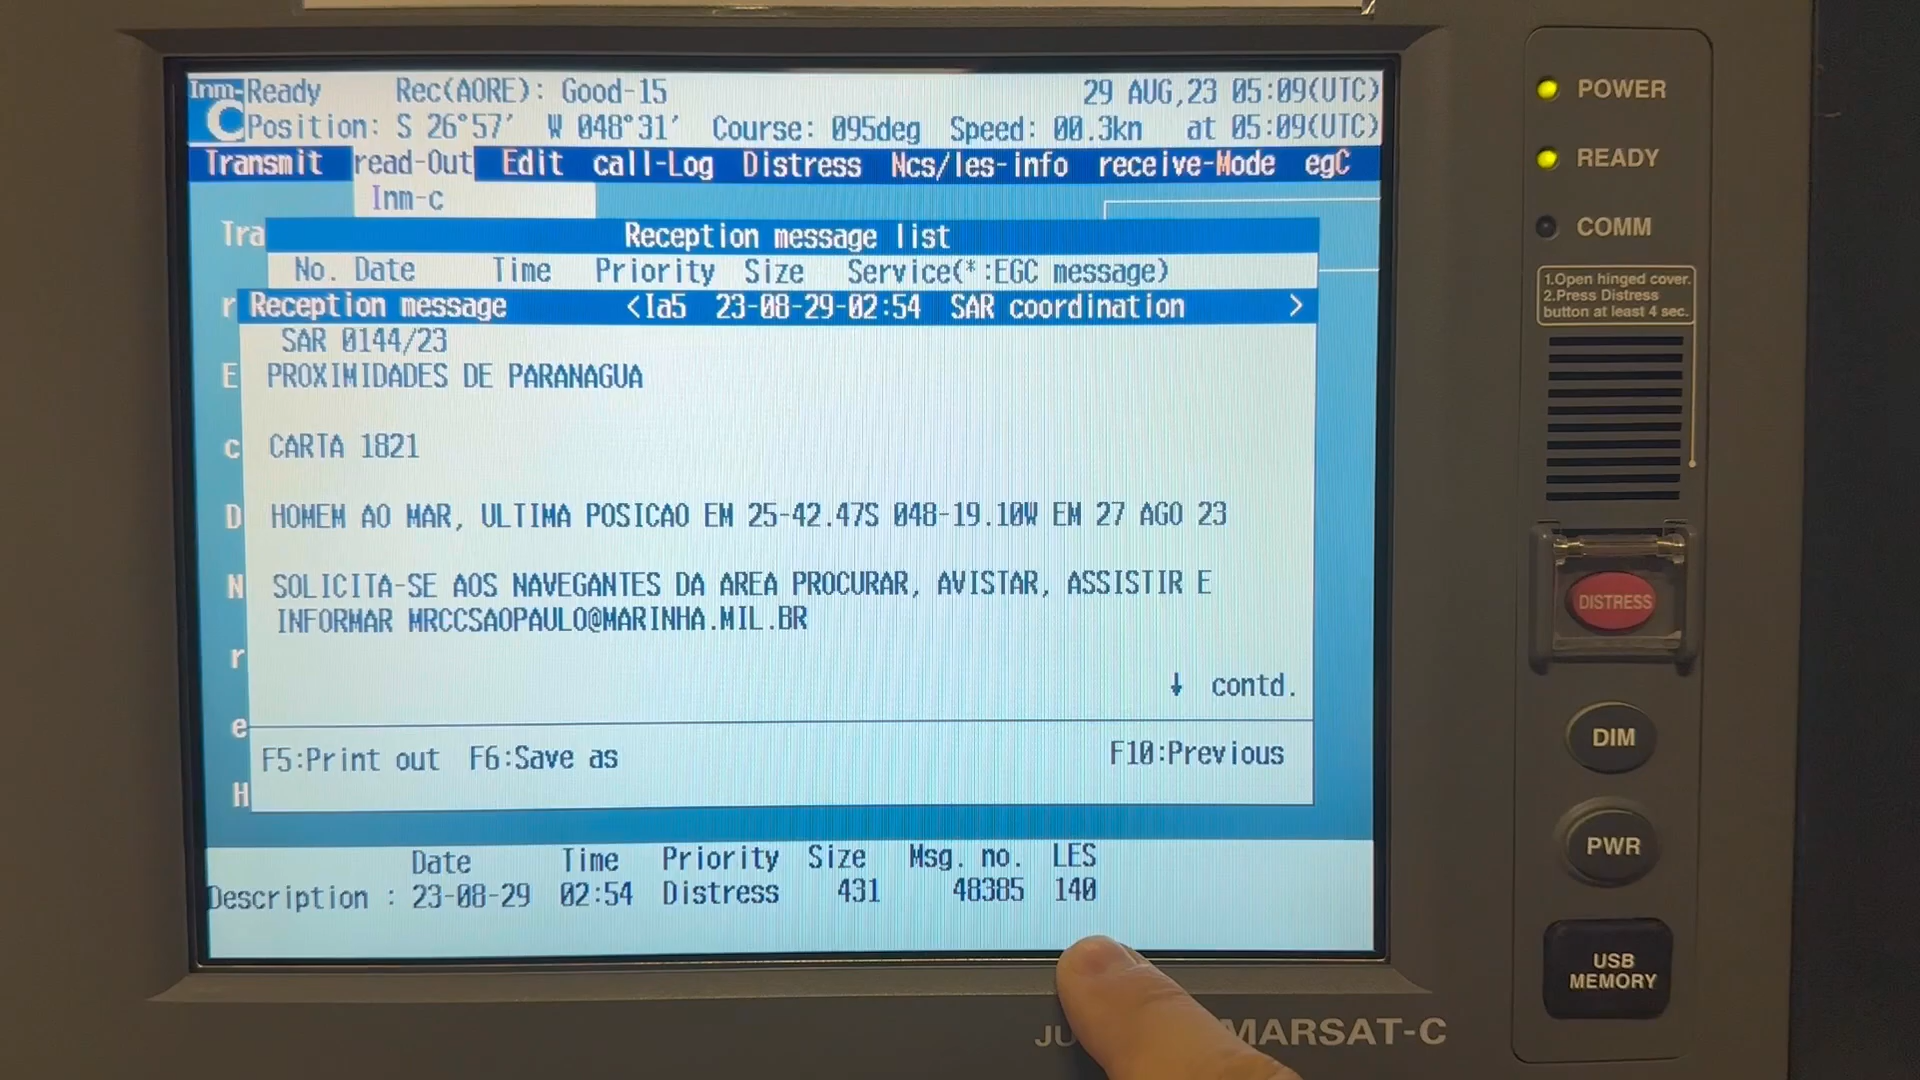 Inm- Ready Rec(AORE): Good-15 29 AUG,23 05:09(UTC)
C Position: S 26°57′ W 048°31′ Course: 095deg Speed: 00.3kn at 05:09(UTC)
Transmit read-Out Edit call-Log Distress Ncs/les-info receive-Mode egC
Inm-c
Tra Reception message list
No. Date Time Priority Size Service(*:EGC message)
r Reception message <Ia5 23-08-29-02:54 SAR coordination >
SAR 0144/23
E PROXIMIDADES DE PARANAGUA
c CARTA 1821
D HOMEM AO MAR, ULTIMA POSICAO EM 25-42.47S 048-19.10W EM 27 AGO 23
N SOLICITA-SE AOS NAVEGANTES DA AREA PROCURAR, AVISTAR, ASSISTIR E
INFORMAR MRCCSAOPAULO@MARINHA.MIL.BR
r
↓ contd.
e
F5:Print out F6:Save as F10:Previous
H
Date Time Priority Size Msg. no. LES
Description : 23-08-29 02:54 Distress 431 48385 140
POWER
READY
COMM
1.Open hinged cover.
2.Press Distress
button at least 4 sec.
DISTRESS
DIM
PWR
USB
MEMORY
JU MARSAT-C